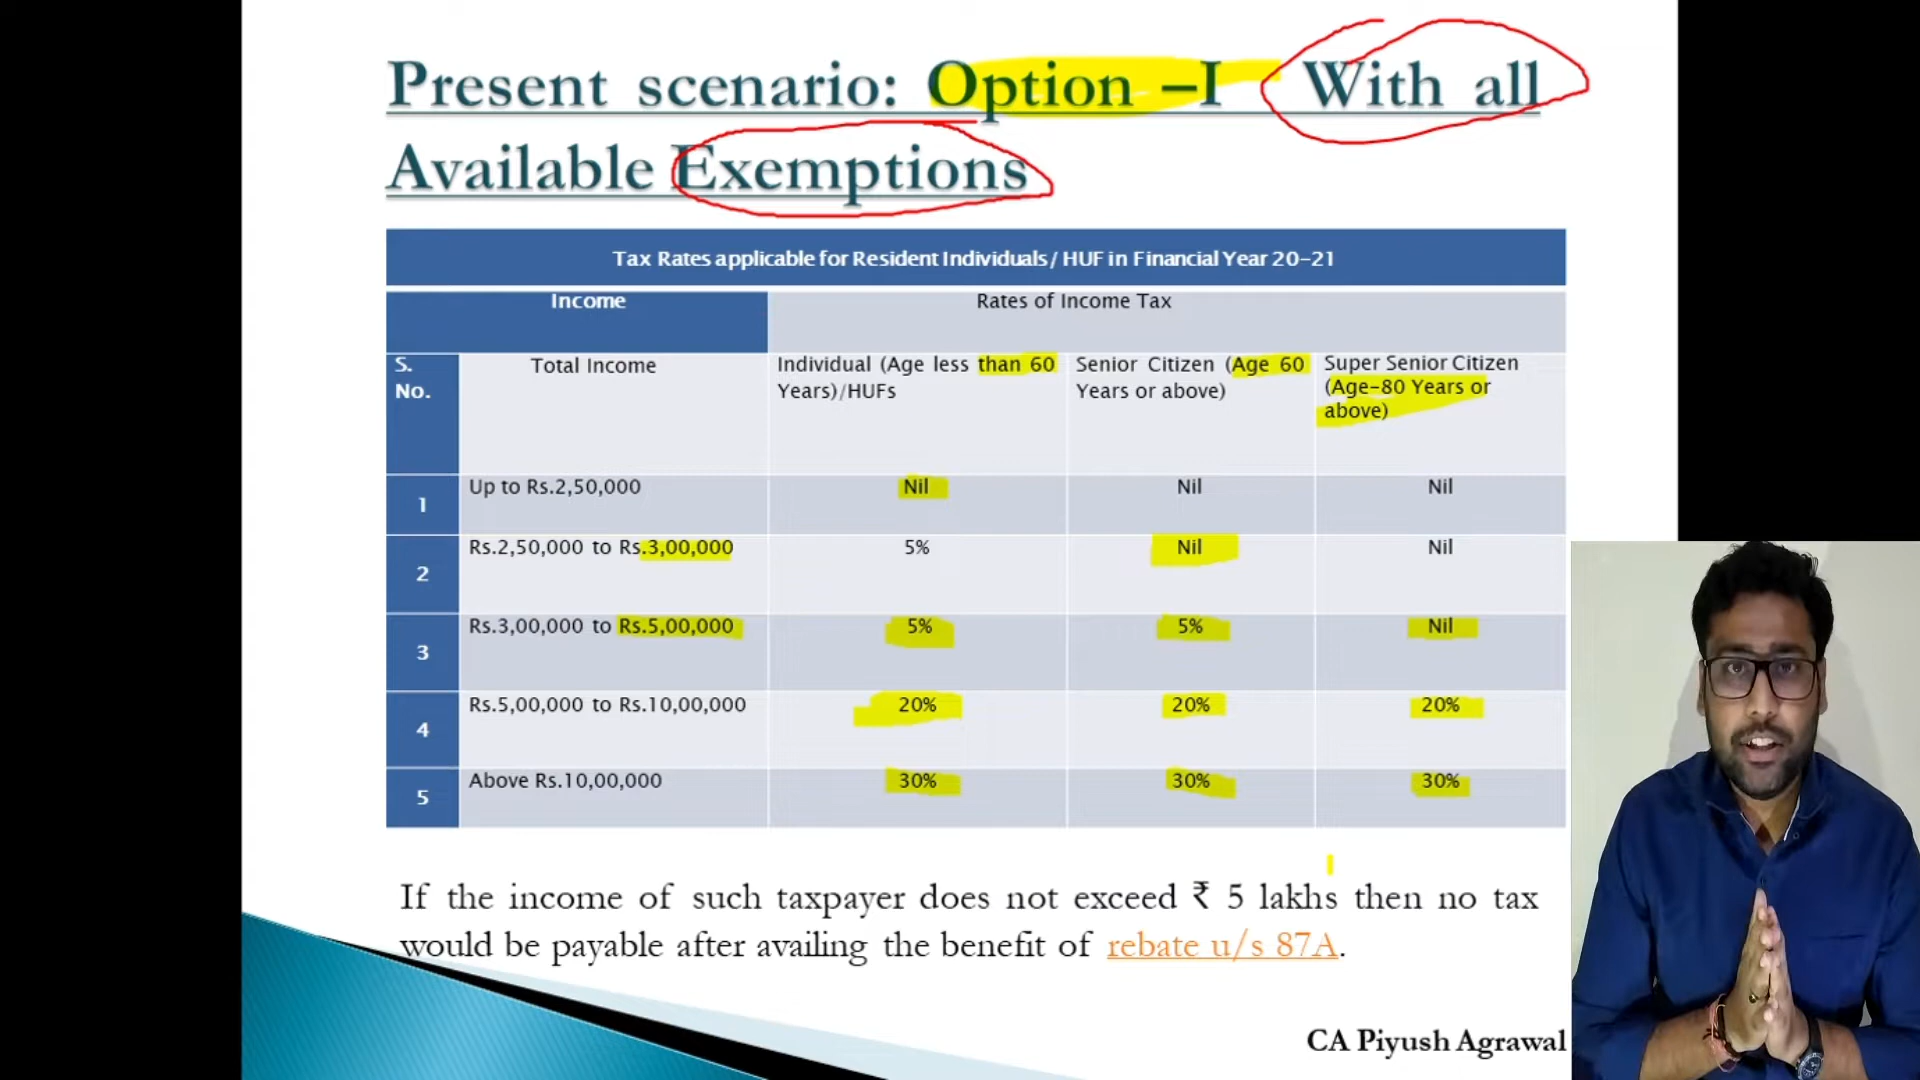 Present scenario: Option –I With all
Available Exemptions
Tax Rates applicable for Resident Individuals/ HUF in Financial Year 20-21
Income
Rates of Income Tax
S. No.
Total Income
Individual (Age less than 60
Years)/HUFs
Senior Citizen (Age 60
Years or above)
Super Senior Citizen
(Age-80 Years or
above)
1
Up to Rs.2,50,000
Nil
Nil
Nil
2
Rs.2,50,000 to Rs.3,00,000
5%
Nil
Nil
3
Rs.3,00,000 to Rs.5,00,000
5%
5%
Nil
4
Rs.5,00,000 to Rs.10,00,000
20%
20%
20%
5
Above Rs.10,00,000
30%
30%
30%
If the income of such taxpayer does not exceed ₹ 5 lakhs then no tax
would be payable after availing the benefit of rebate u/s 87A.
CA Piyush Agrawal